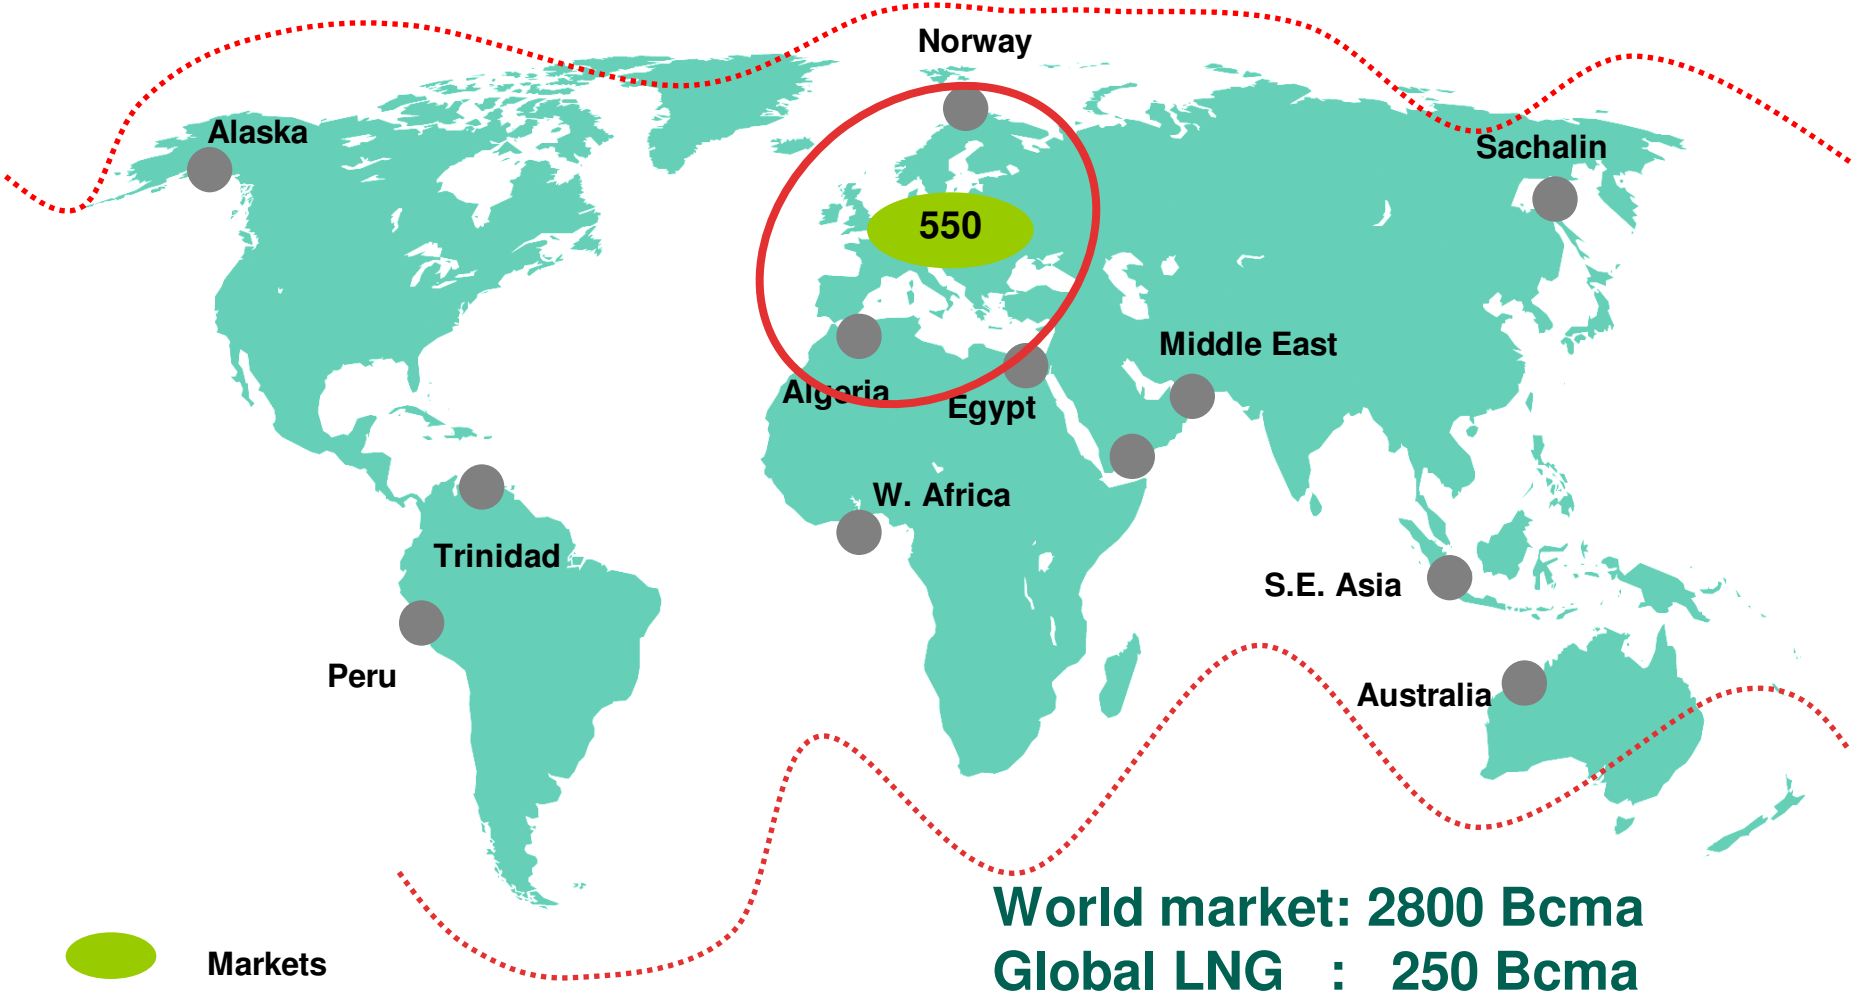 Norway
Alaska
Sachalin
550
Middle East
Algeria
Egypt
W. Africa
Trinidad
S.E. Asia
Peru
Australia
World market: 2800 Bcma
Global LNG : 250 Bcma
Markets